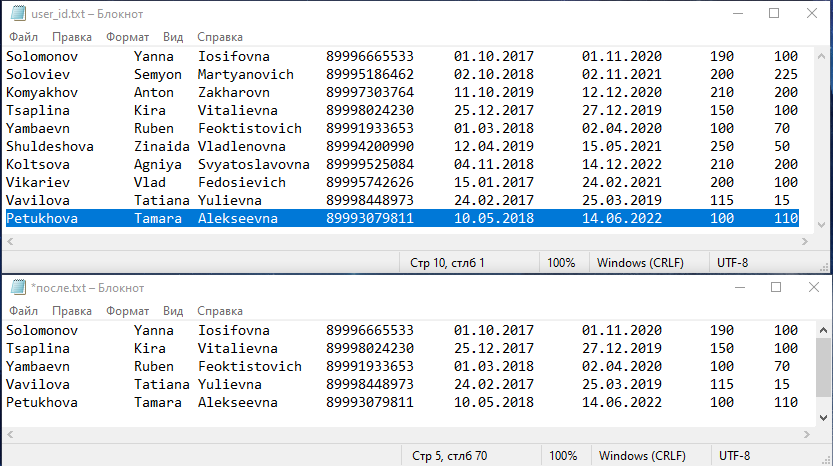 user_id.txt – Блокнот
Файл Правка Формат Вид Справка
Solomonov Yanna Iosifovna 89996665533 01.10.2017 01.11.2020 190 100
Soloviev Semyon Martyanovich 89995186462 02.10.2018 02.11.2021 200 225
Komyakhov Anton Zakharovn 89997303764 11.10.2019 12.12.2020 210 200
Tsaplina Kira Vitalievna 89998024230 25.12.2017 27.12.2019 150 100
Yambaevn Ruben Feoktistovich 89991933653 01.03.2018 02.04.2020 100 70
Shuldeshova Zinaida Vladlenovna 89994200990 12.04.2019 15.05.2021 250 50
Koltsova Agniya Svyatoslavovna 89999525084 04.11.2018 14.12.2022 210 200
Vikariev Vlad Fedosievich 89995742626 15.01.2017 24.02.2021 200 100
Vavilova Tatiana Yulievna 89998448973 24.02.2017 25.03.2019 115 15
Petukhova Tamara Alekseevna 89993079811 10.05.2018 14.06.2022 100 110
Стр 10, стлб 1 100% Windows (CRLF) UTF-8
*после.txt – Блокнот
Файл Правка Формат Вид Справка
Solomonov Yanna Iosifovna 89996665533 01.10.2017 01.11.2020 190 100
Tsaplina Kira Vitalievna 89998024230 25.12.2017 27.12.2019 150 100
Yambaevn Ruben Feoktistovich 89991933653 01.03.2018 02.04.2020 100 70
Vavilova Tatiana Yulievna 89998448973 24.02.2017 25.03.2019 115 15
Petukhova Tamara Alekseevna 89993079811 10.05.2018 14.06.2022 100 110
Стр 5, стлб 70 100% Windows (CRLF) UTF-8